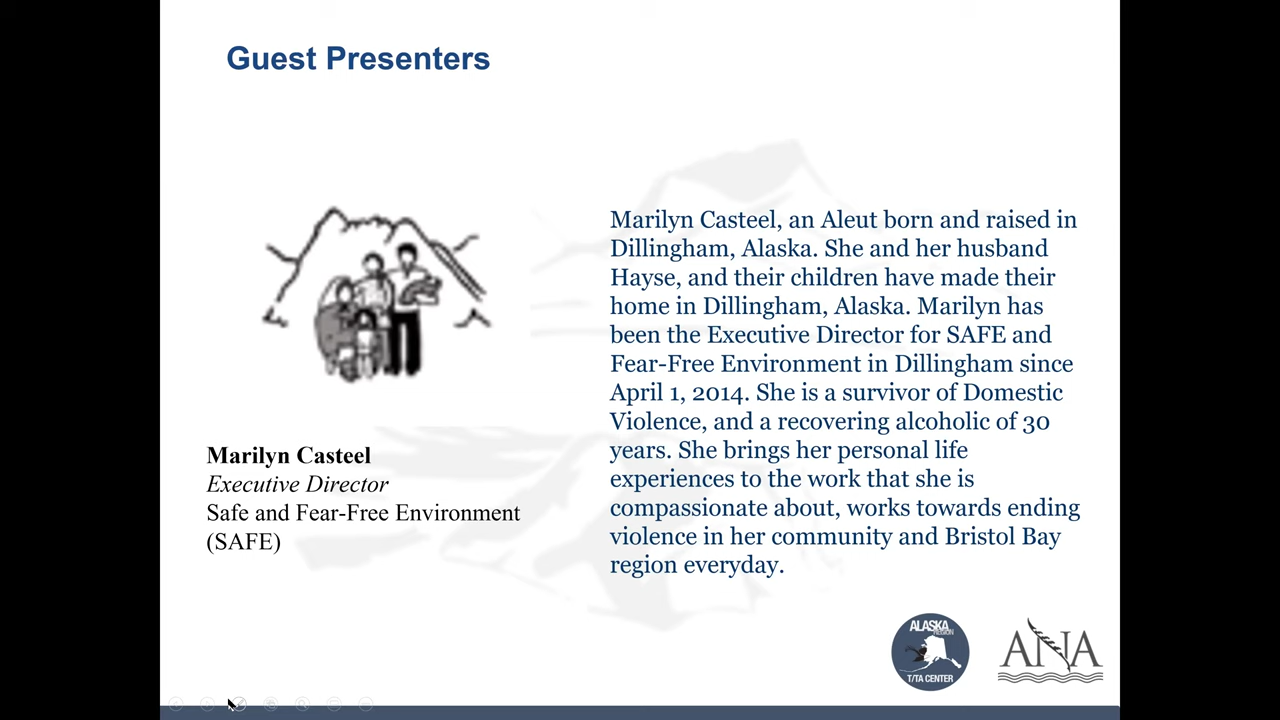 Guest Presenters
Marilyn Casteel, an Aleut born and raised in
Dillingham, Alaska. She and her husband
Hayse, and their children have made their
home in Dillingham, Alaska. Marilyn has
been the Executive Director for SAFE and
Fear-Free Environment in Dillingham since
April 1, 2014. She is a survivor of Domestic
Violence, and a recovering alcoholic of 30
years. She brings her personal life
experiences to the work that she is
compassionate about, works towards ending
violence in her community and Bristol Bay
region everyday.
Marilyn Casteel
Executive Director
Safe and Fear-Free Environment
(SAFE)
ALASKA
REGION
T/TA CENTER
ANA